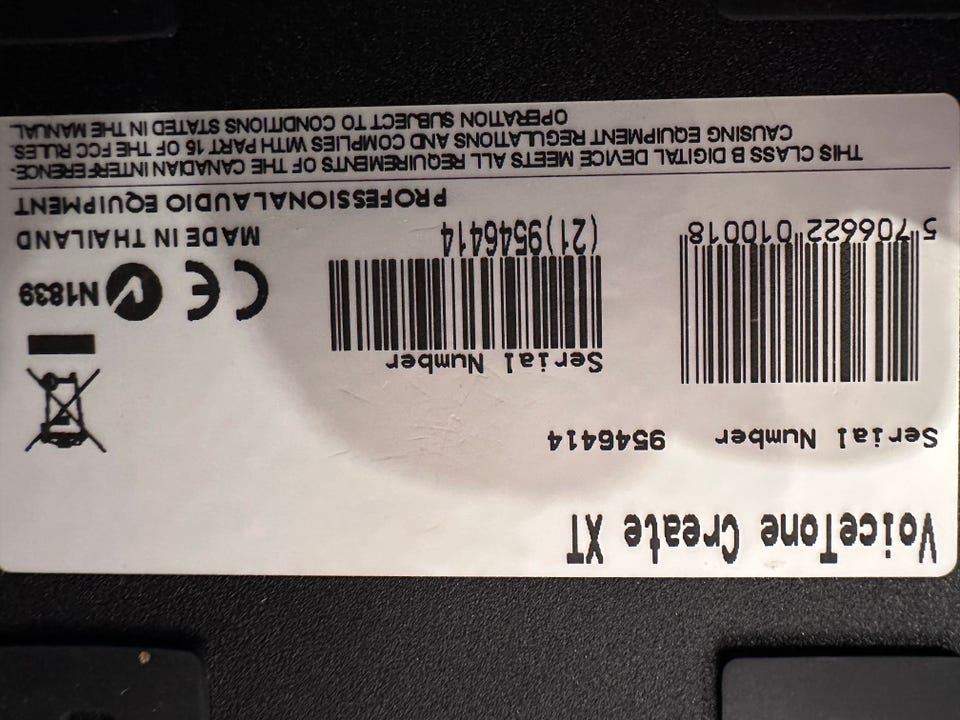 VoiceTone Create XT
Serial Number 9546414
Serial Number
5 706622 010018
(21)9546414
N1839
MADE IN THAILAND
PROFESSIONAL AUDIO EQUIPMENT
THIS CLASS B DIGITAL DEVICE MEETS ALL REQUIREMENTS OF THE CANADIAN INTERFERENCE-
CAUSING EQUIPMENT REGULATIONS AND COMPLIES WITH PART 15 OF THE FCC RULES.
OPERATION SUBJECT TO CONDITIONS STATED IN THE MANUAL